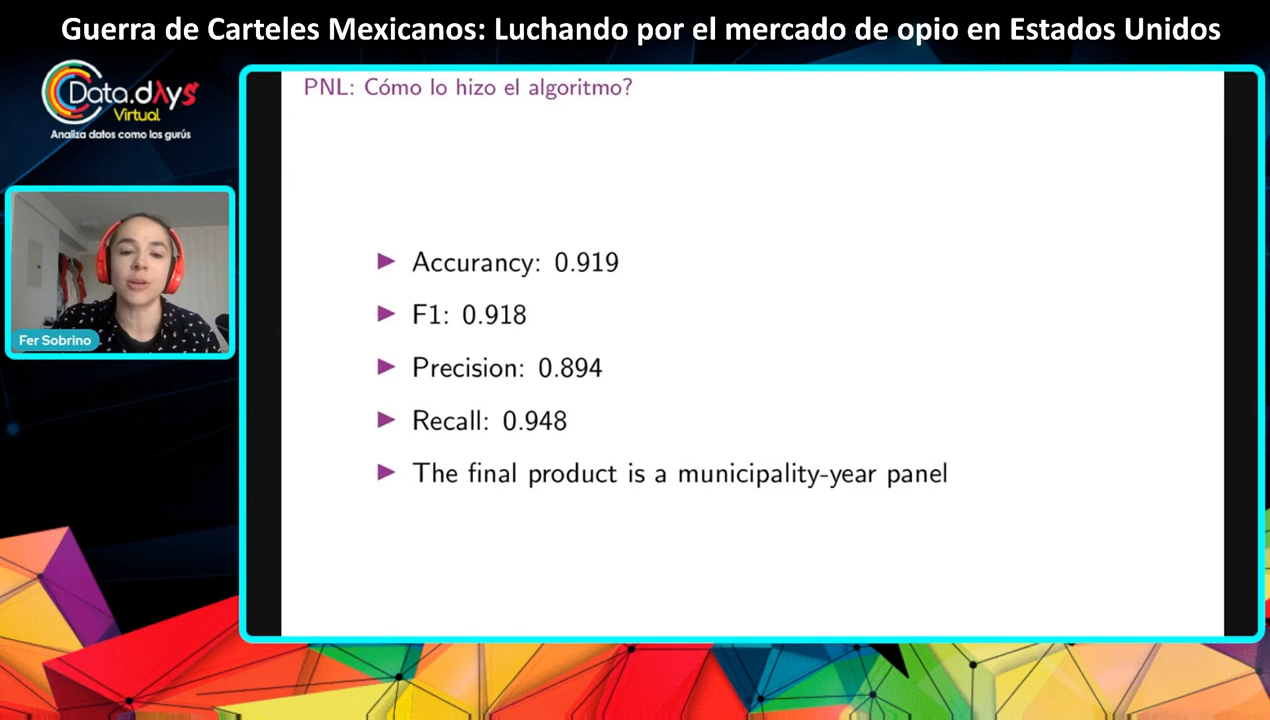 Guerra de Carteles Mexicanos: Luchando por el mercado de opio en Estados Unidos
Data.dAys
Virtual
Analiza datos como los gurús
PNL: Cómo lo hizo el algoritmo?
Accurancy: 0.919
F1: 0.918
Precision: 0.894
Recall: 0.948
The final product is a municipality-year panel
Fer Sobrino